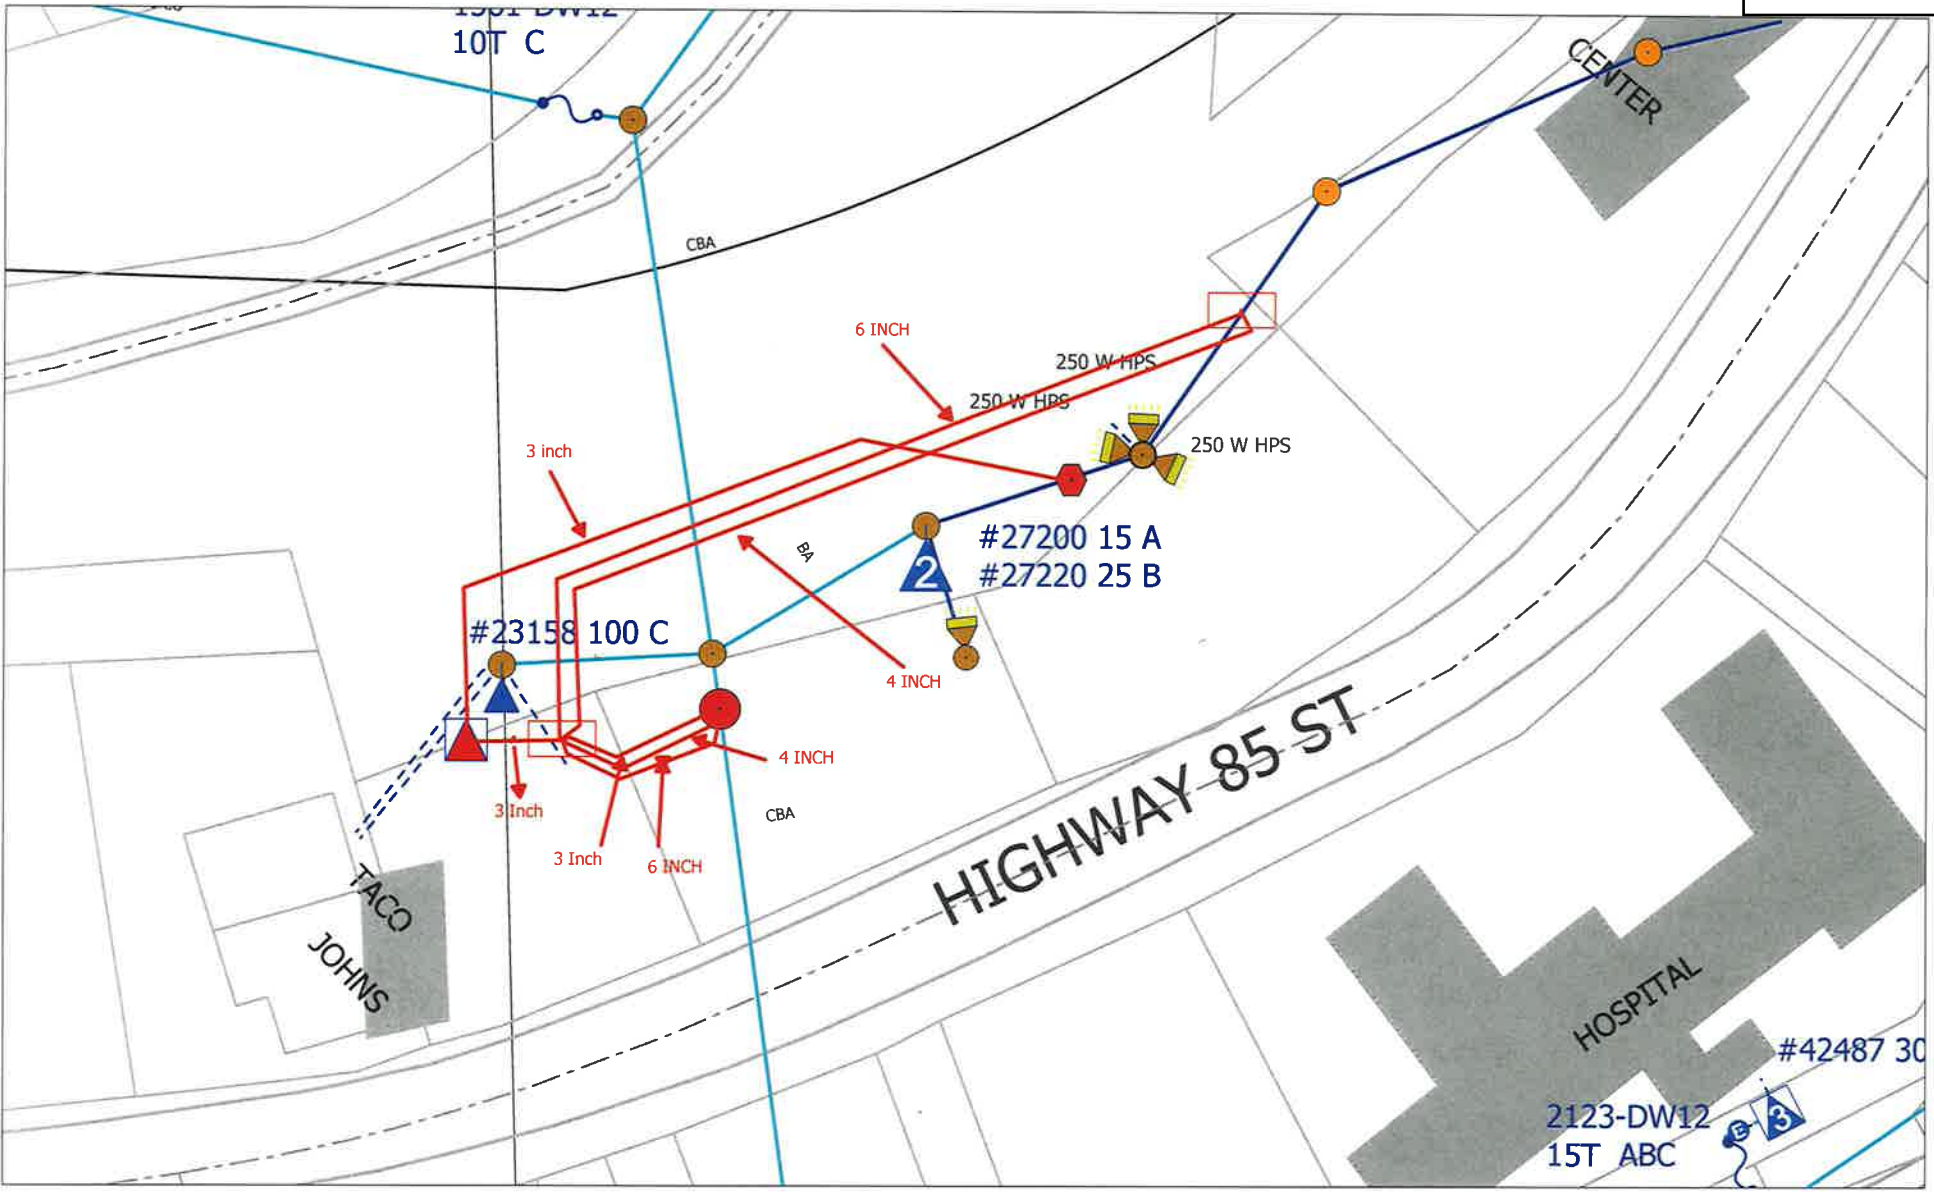 10T C
CENTER
CBA
6 INCH
250 W HPS
250 W HPS
250 W HPS
3 inch
#27200 15 A
#27220 25 B
BA
2
#23158 100 C
4 INCH
4 INCH
3 Inch
CBA
3 Inch
6 INCH
HIGHWAY 85 ST
TACO
JOHNS
HOSPITAL
#42487 30
2123-DW12
15T ABC
E
3